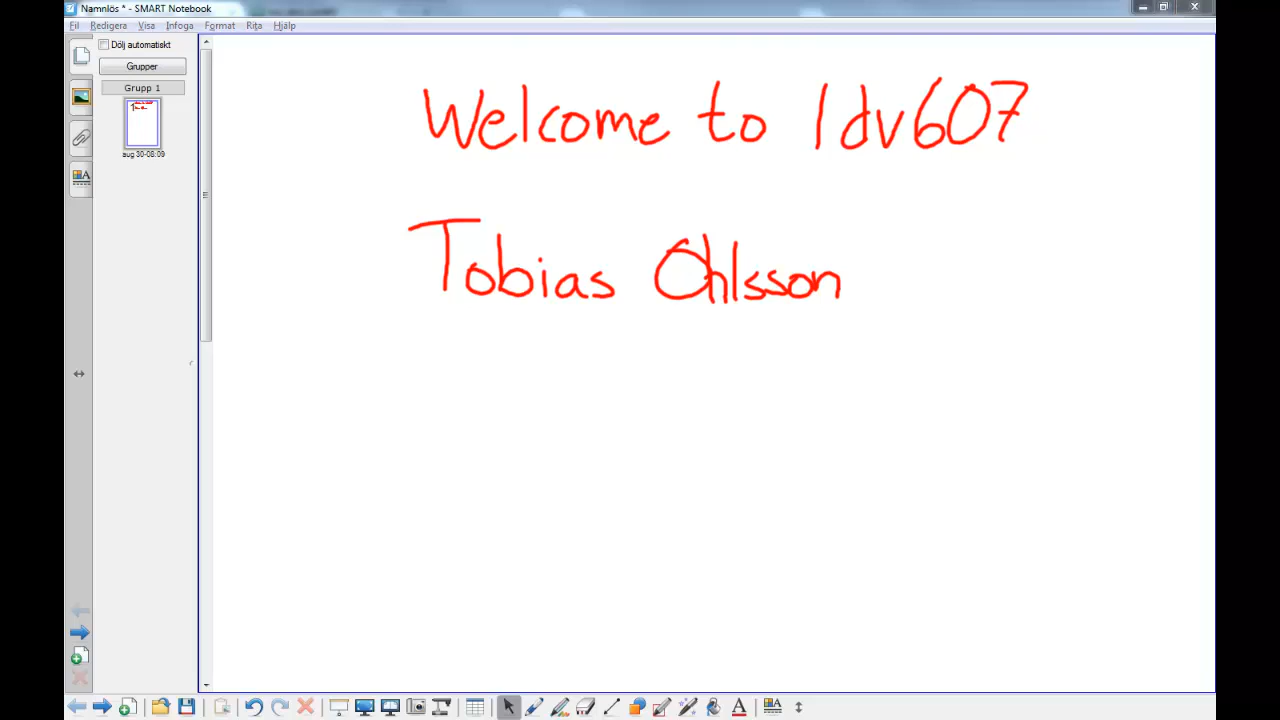 Namnlös * - SMART Notebook
Fil Redigera Visa Infoga Format Rita Hjälp
Dölj automatiskt
Grupper
Grupp 1
aug 30-08:09
Welcome to 1dv607
Tobias Ohlsson